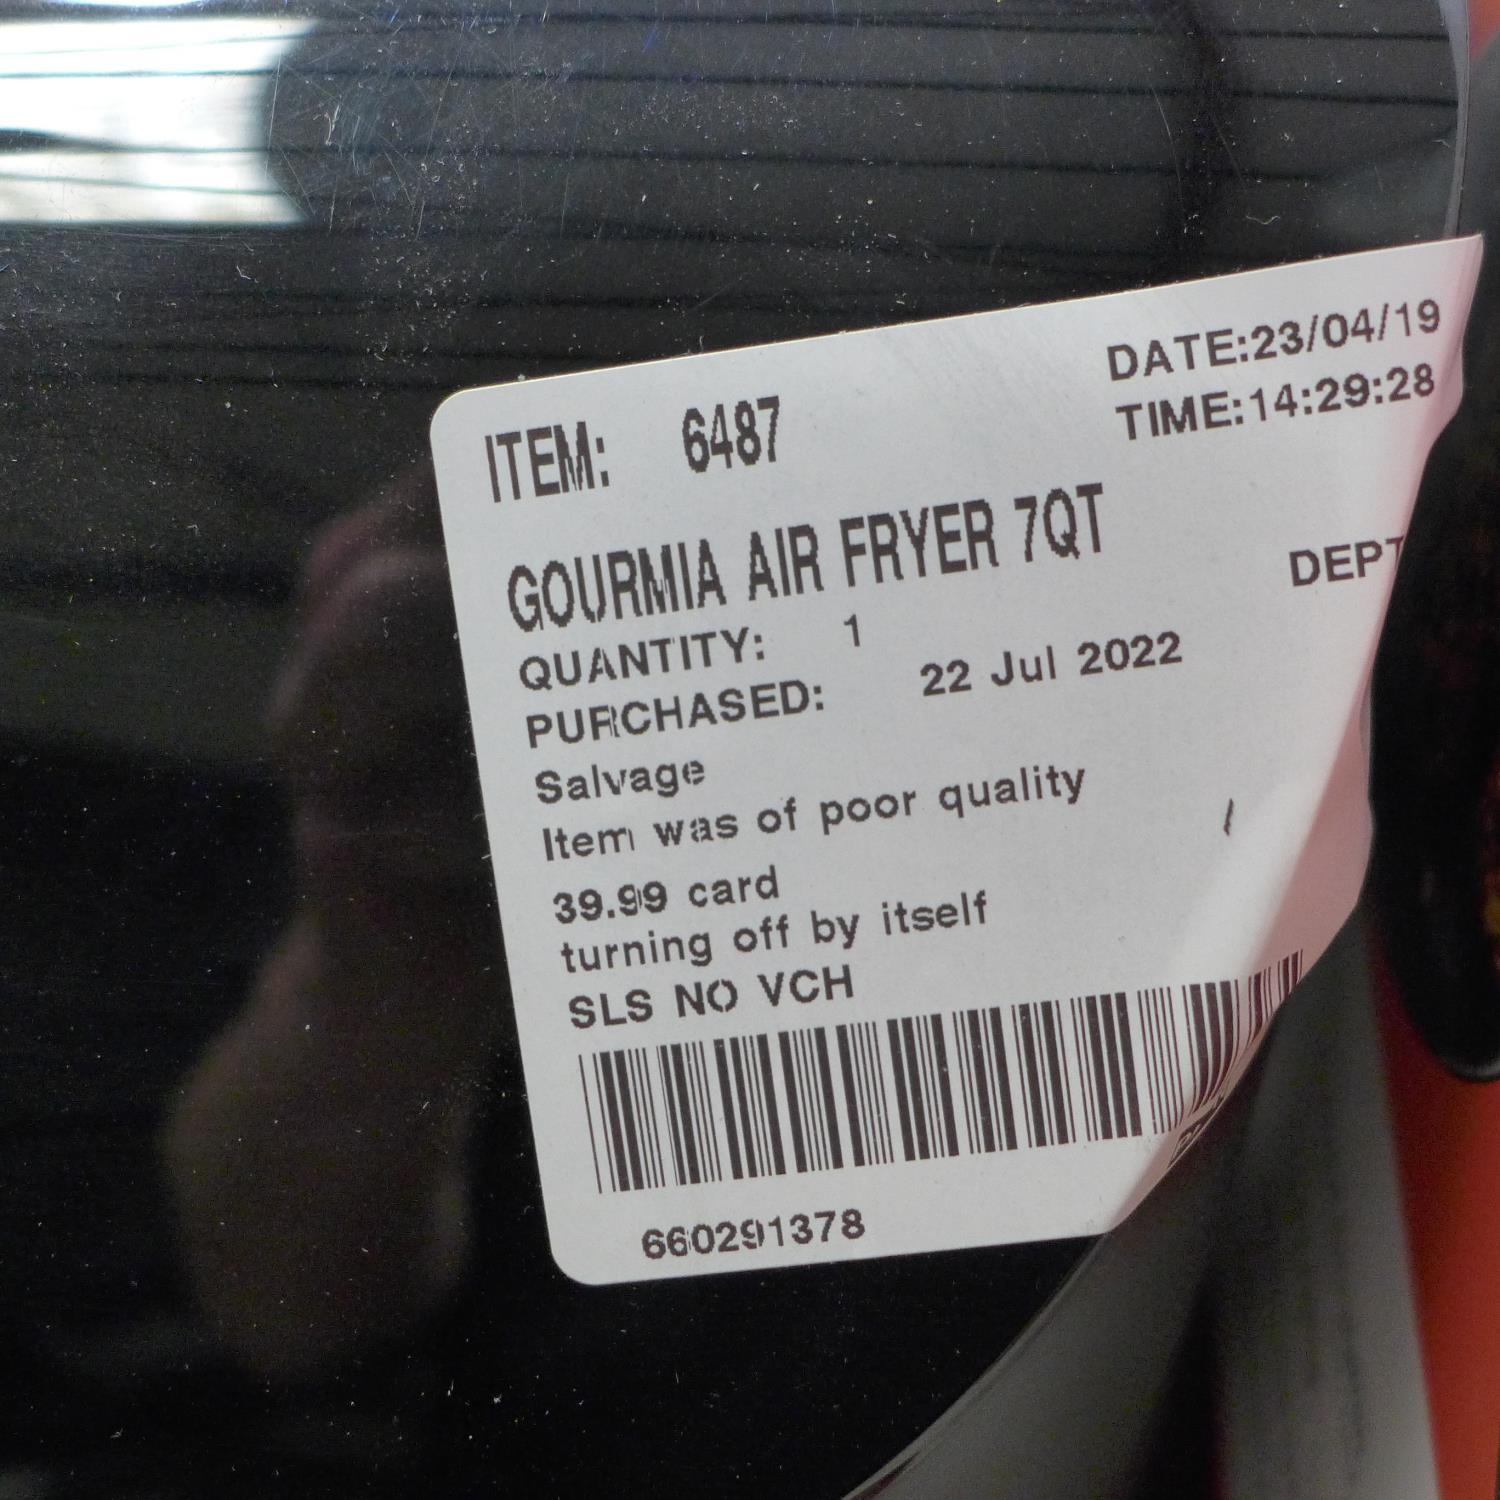 DATE:23/04/19
ITEM: 6487
TIME:14:29:28
GOURMIA AIR FRYER 7QT
DEPT
QUANTITY: 1
PURCHASED: 22 Jul 2022
Salvage
Item was of poor quality
39.99 card
turning off by itself
SLS NO VCH
660291378